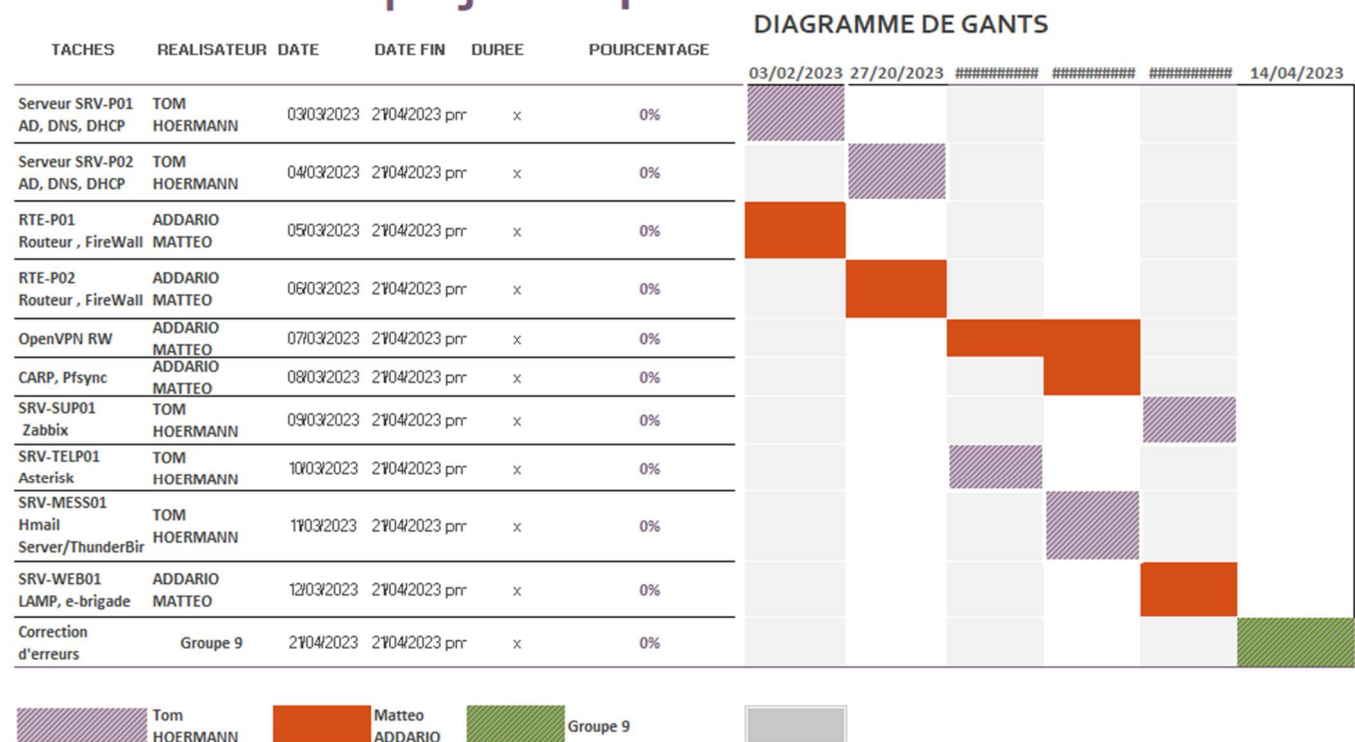 DIAGRAMME DE GANTS
TACHES REALISATEUR DATE DATE FIN DUREE POURCENTAGE
03/02/2023 27/20/2023 ########## ########## ########## 14/04/2023
Serveur SRV-P01 TOM
AD, DNS, DHCP HOERMANN 03/03/2023 21/04/2023 pm x 0%
Serveur SRV-P02 TOM
AD, DNS, DHCP HOERMANN 04/03/2023 21/04/2023 pm x 0%
RTE-P01 ADDARIO
Routeur , FireWall MATTEO 05/03/2023 21/04/2023 pm x 0%
RTE-P02 ADDARIO
Routeur , FireWall MATTEO 06/03/2023 21/04/2023 pm x 0%
OpenVPN RW ADDARIO
MATTEO 07/03/2023 21/04/2023 pm x 0%
CARP, Pfsync ADDARIO
MATTEO 08/03/2023 21/04/2023 pm x 0%
SRV-SUP01 TOM
Zabbix HOERMANN 09/03/2023 21/04/2023 pm x 0%
SRV-TELP01 TOM
Asterisk HOERMANN 10/03/2023 21/04/2023 pm x 0%
SRV-MESS01
Hmail TOM
Server/ThunderBir HOERMANN 11/03/2023 21/04/2023 pm x 0%
SRV-WEB01 ADDARIO
LAMP, e-brigade MATTEO 12/03/2023 21/04/2023 pm x 0%
Correction
d'erreurs Groupe 9 21/04/2023 21/04/2023 pm x 0%
Tom
HOERMANN
Matteo
ADDARIO
Groupe 9